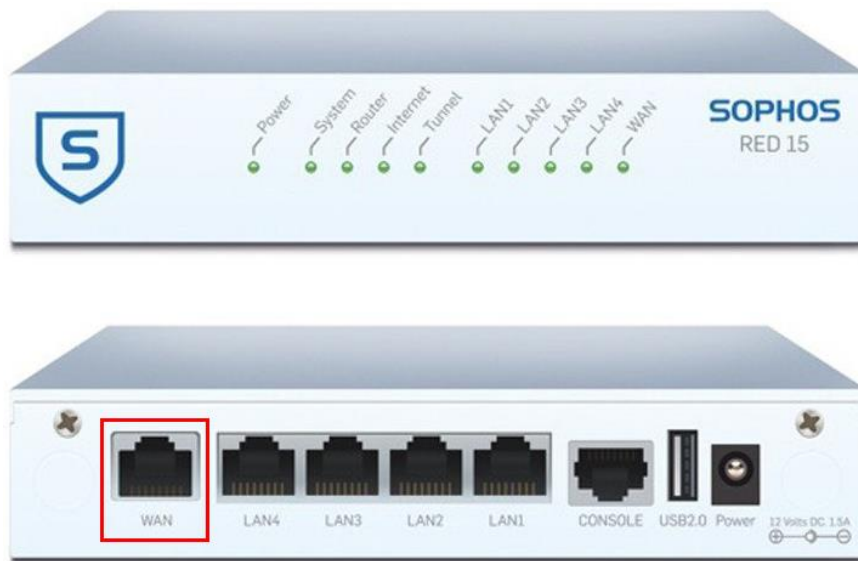 S
Power
System
Router
Internet
Tunnel
LAN1
LAN2
LAN3
LAN4
WAN
SOPHOS
RED 15
WAN
LAN4
LAN3
LAN2
LAN1
CONSOLE
USB2.0
Power
12 Volts DC. 1.5A